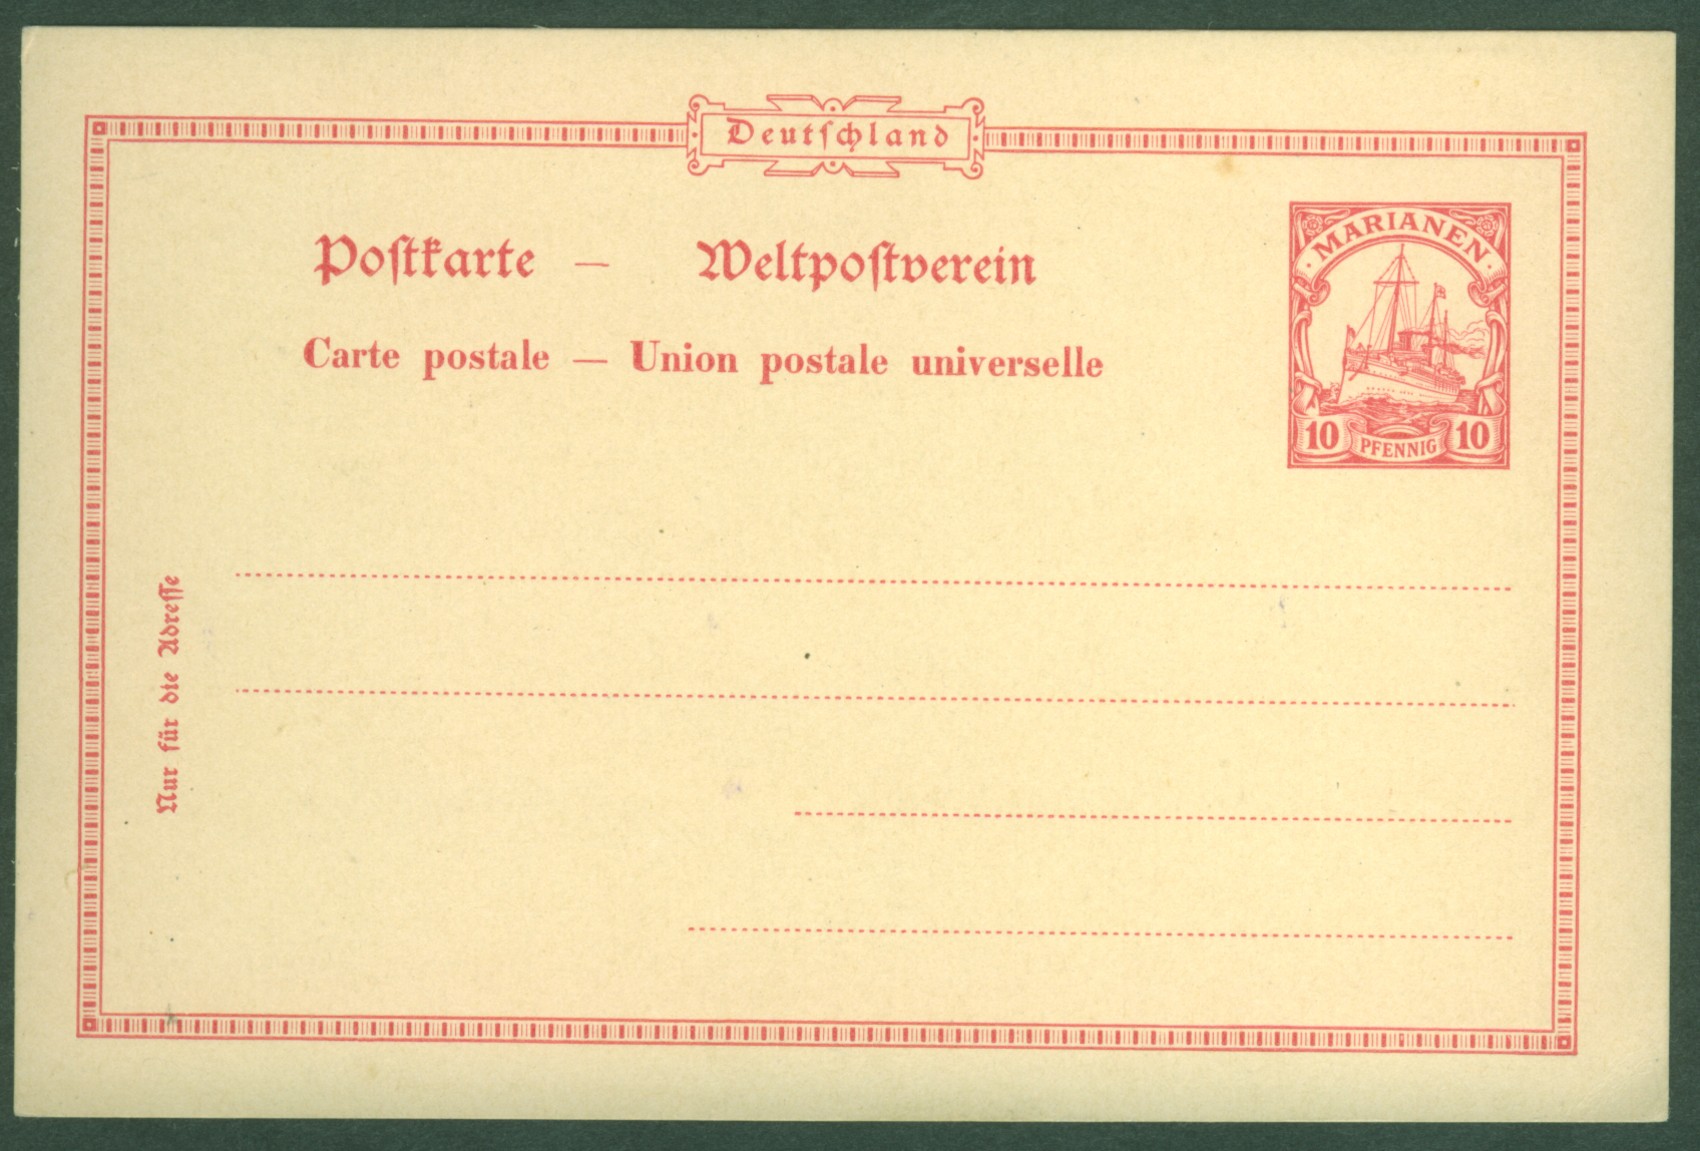 Deutſchland
Poſtkarte — Weltpoſtverein
Carte postale — Union postale universelle
· MARIANEN ·
10 PFENNIG 10
Nur für die Adreſſe